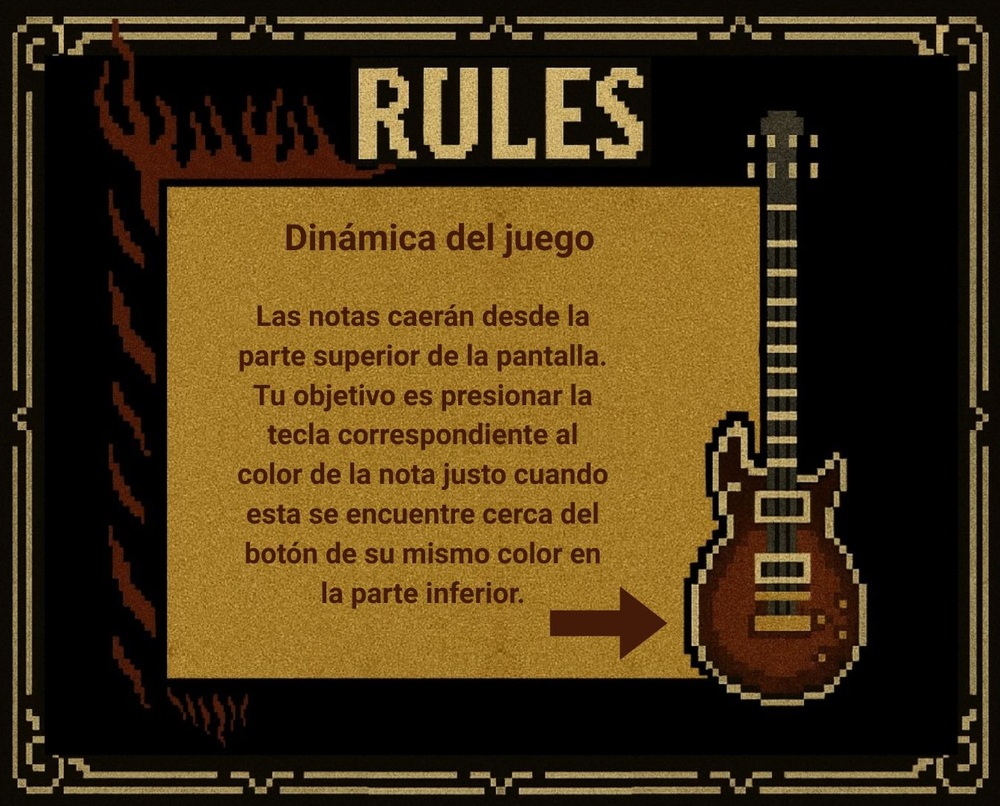 RULES
Dinámica del juego
Las notas caerán desde la
parte superior de la pantalla.
Tu objetivo es presionar la
tecla correspondiente al
color de la nota justo cuando
esta se encuentre cerca del
botón de su mismo color en
la parte inferior.